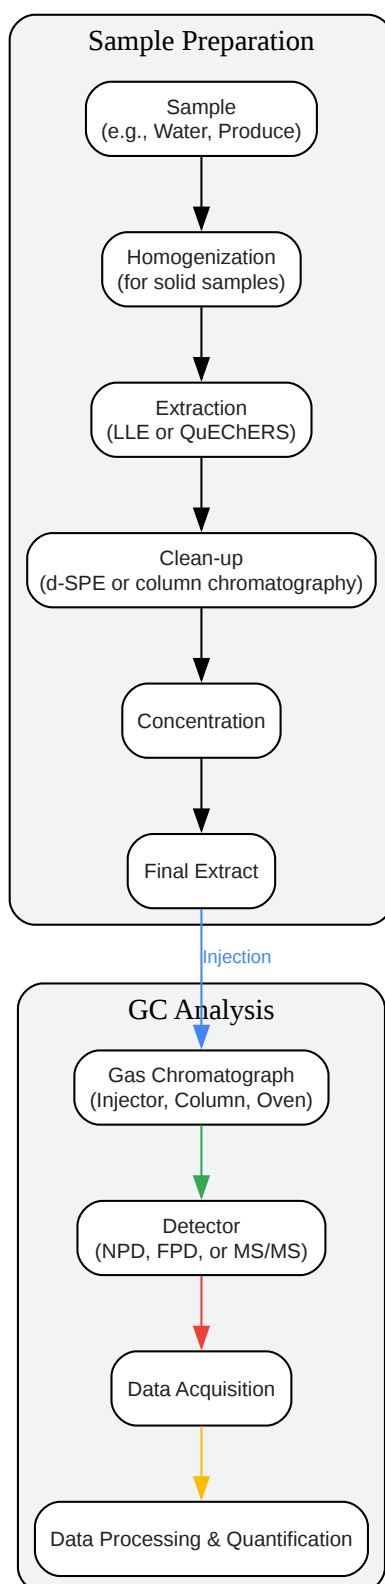 Sample Preparation
Sample
(e.g., Water, Produce)
Homogenization
(for solid samples)
Extraction
(LLE or QuEChERS)
Clean-up
(d-SPE or column chromatography)
Concentration
Final Extract
Injection
GC Analysis
Gas Chromatograph
(Injector, Column, Oven)
Detector
(NPD, FPD, or MS/MS)
Data Acquisition
Data Processing & Quantification